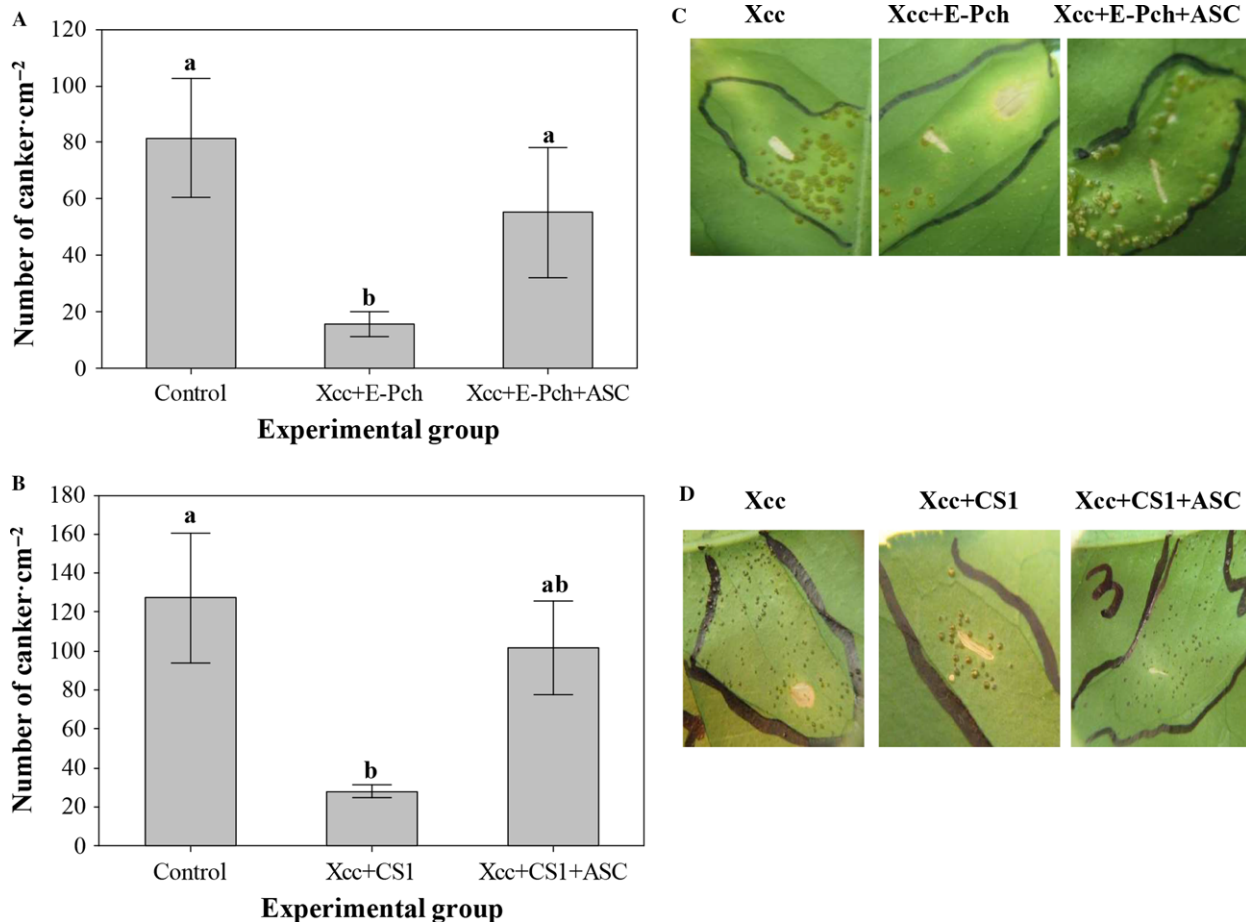 A
Number of canker·cm⁻²
120
100
80
60
40
20
0
a
b
a
Control
Xcc+E-Pch
Xcc+E-Pch+ASC
Experimental group
C
Xcc
Xcc+E-Pch
Xcc+E-Pch+ASC
B
Number of canker·cm⁻²
180
160
140
120
100
80
60
40
20
0
a
b
ab
Control
Xcc+CS1
Xcc+CS1+ASC
Experimental group
D
Xcc
Xcc+CS1
Xcc+CS1+ASC
3